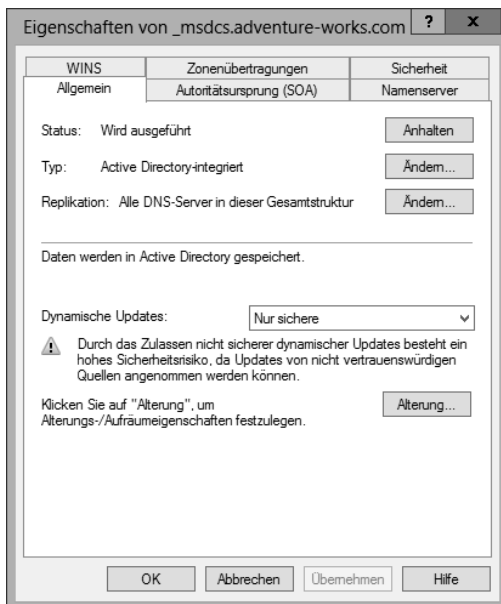 Eigenschaften von _msdcs.adventure-works.com ? x
WINS Zonenübertragungen Sicherheit
Allgemein Autoritätsursprung (SOA) Namenserver
Status: Wird ausgeführt Anhalten
Typ: Active Directory-integriert Ändern...
Replikation: Alle DNS-Server in dieser Gesamtstruktur Ändern...
Daten werden in Active Directory gespeichert.
Dynamische Updates: Nur sichere
Durch das Zulassen nicht sicherer dynamischer Updates besteht ein
hohes Sicherheitsrisiko, da Updates von nicht vertrauenswürdigen
Quellen angenommen werden können.
Klicken Sie auf "Alterung", um Alterung...
Alterungs-/Aufräumeigenschaften festzulegen.
OK Abbrechen Übernehmen Hilfe